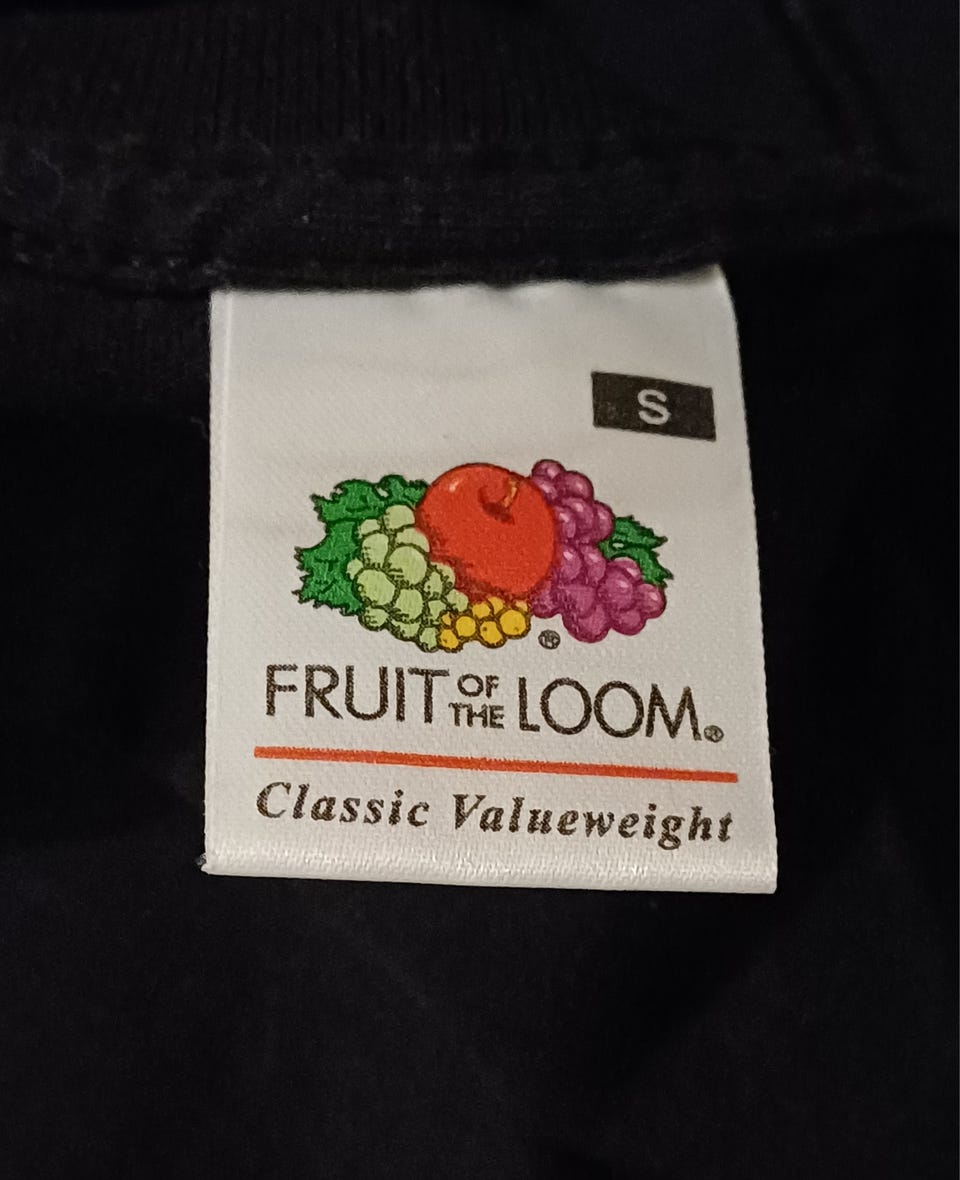 S
®
FRUIT OF THE LOOM®
Classic Valueweight